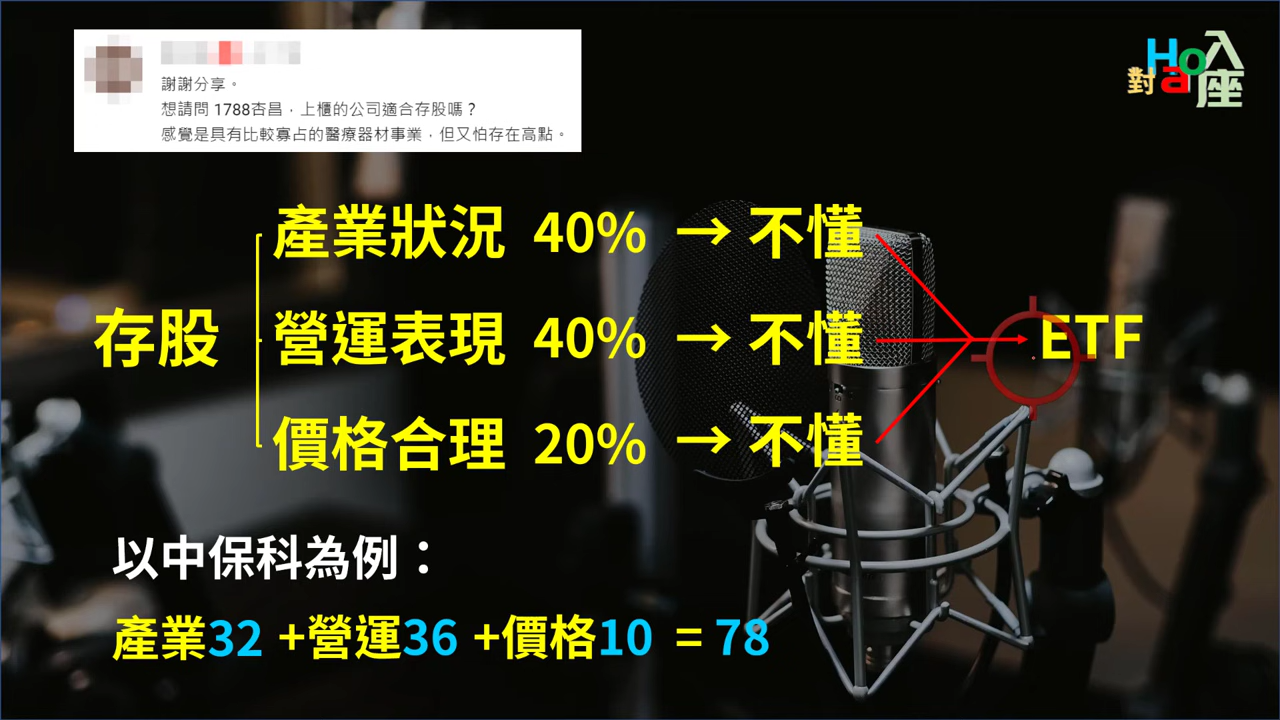 對Hoa入座
謝謝分享。
想請問 1788杏昌，上櫃的公司適合存股嗎？
感覺是具有比較寡占的醫療器材事業，但又怕存在高點。
產業狀況 40% → 不懂
存股 營運表現 40% → 不懂 ETF
價格合理 20% → 不懂
以中保科為例：
產業32 +營運36 +價格10 = 78